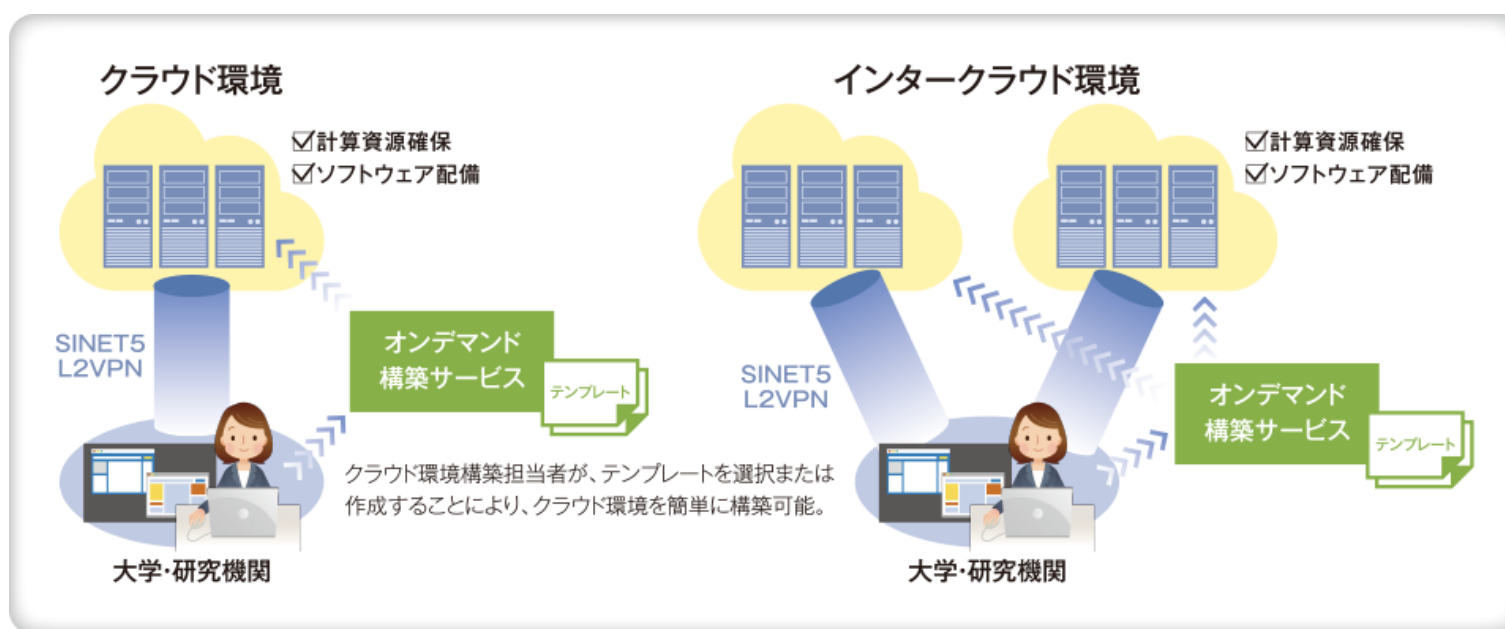 クラウド環境
☑計算資源確保
☑ソフトウェア配備
SINET5
L2VPN
オンデマンド
構築サービス
テンプレート
クラウド環境構築担当者が、テンプレートを選択または
作成することにより、クラウド環境を簡単に構築可能。
大学・研究機関
インタークラウド環境
☑計算資源確保
☑ソフトウェア配備
SINET5
L2VPN
オンデマンド
構築サービス
テンプレート
大学・研究機関